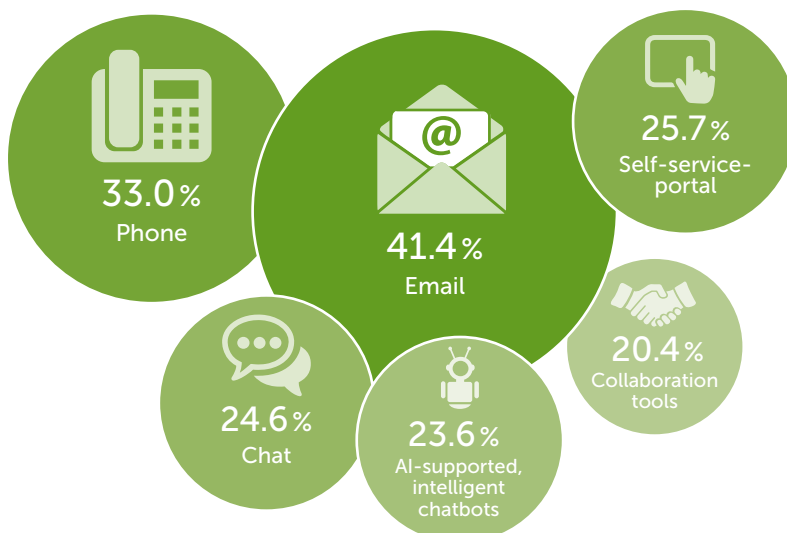 33.0 %
Phone
@
41.4 %
Email
25.7 %
Self-service-
portal
24.6 %
Chat
23.6 %
AI-supported,
intelligent
chatbots
20.4 %
Collaboration
tools